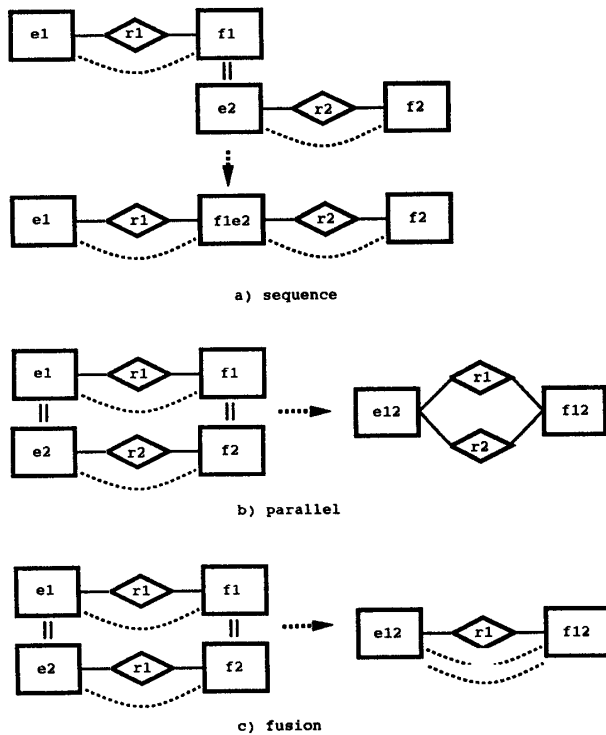 e1 r1 f1
e2 r2 f2
e1 r1 f1e2 r2 f2
a) sequence
e1 r1 f1
r1
e12 f12
e2 r2 f2
r2
b) parallel
e1 r1 f1
e12 r1 f12
e2 r1 f2
c) fusion